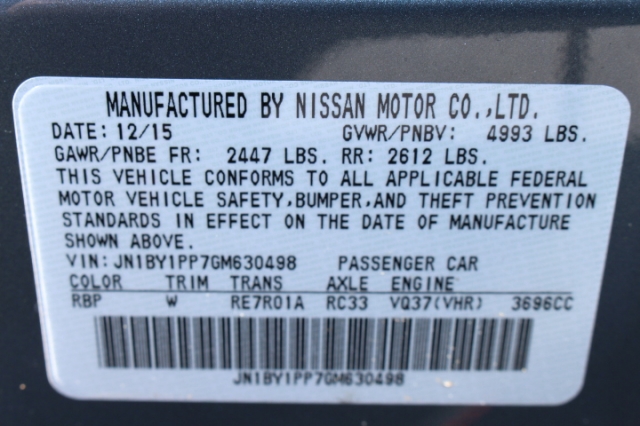 MANUFACTURED BY NISSAN MOTOR CO.,LTD.
DATE: 12/15 GVWR/PNBV: 4993 LBS.
GAWR/PNBE FR: 2447 LBS. RR: 2612 LBS.
THIS VEHICLE CONFORMS TO ALL APPLICABLE FEDERAL
MOTOR VEHICLE SAFETY,BUMPER,AND THEFT PREVENTION
STANDARDS IN EFFECT ON THE DATE OF MANUFACTURE
SHOWN ABOVE.
VIN: JN1BY1PP7GM630498 PASSENGER CAR
COLOR TRIM TRANS AXLE ENGINE
RBP W RE7R01A RC33 VQ37(VHR) 3696CC
JN1BY1PP7GM630498